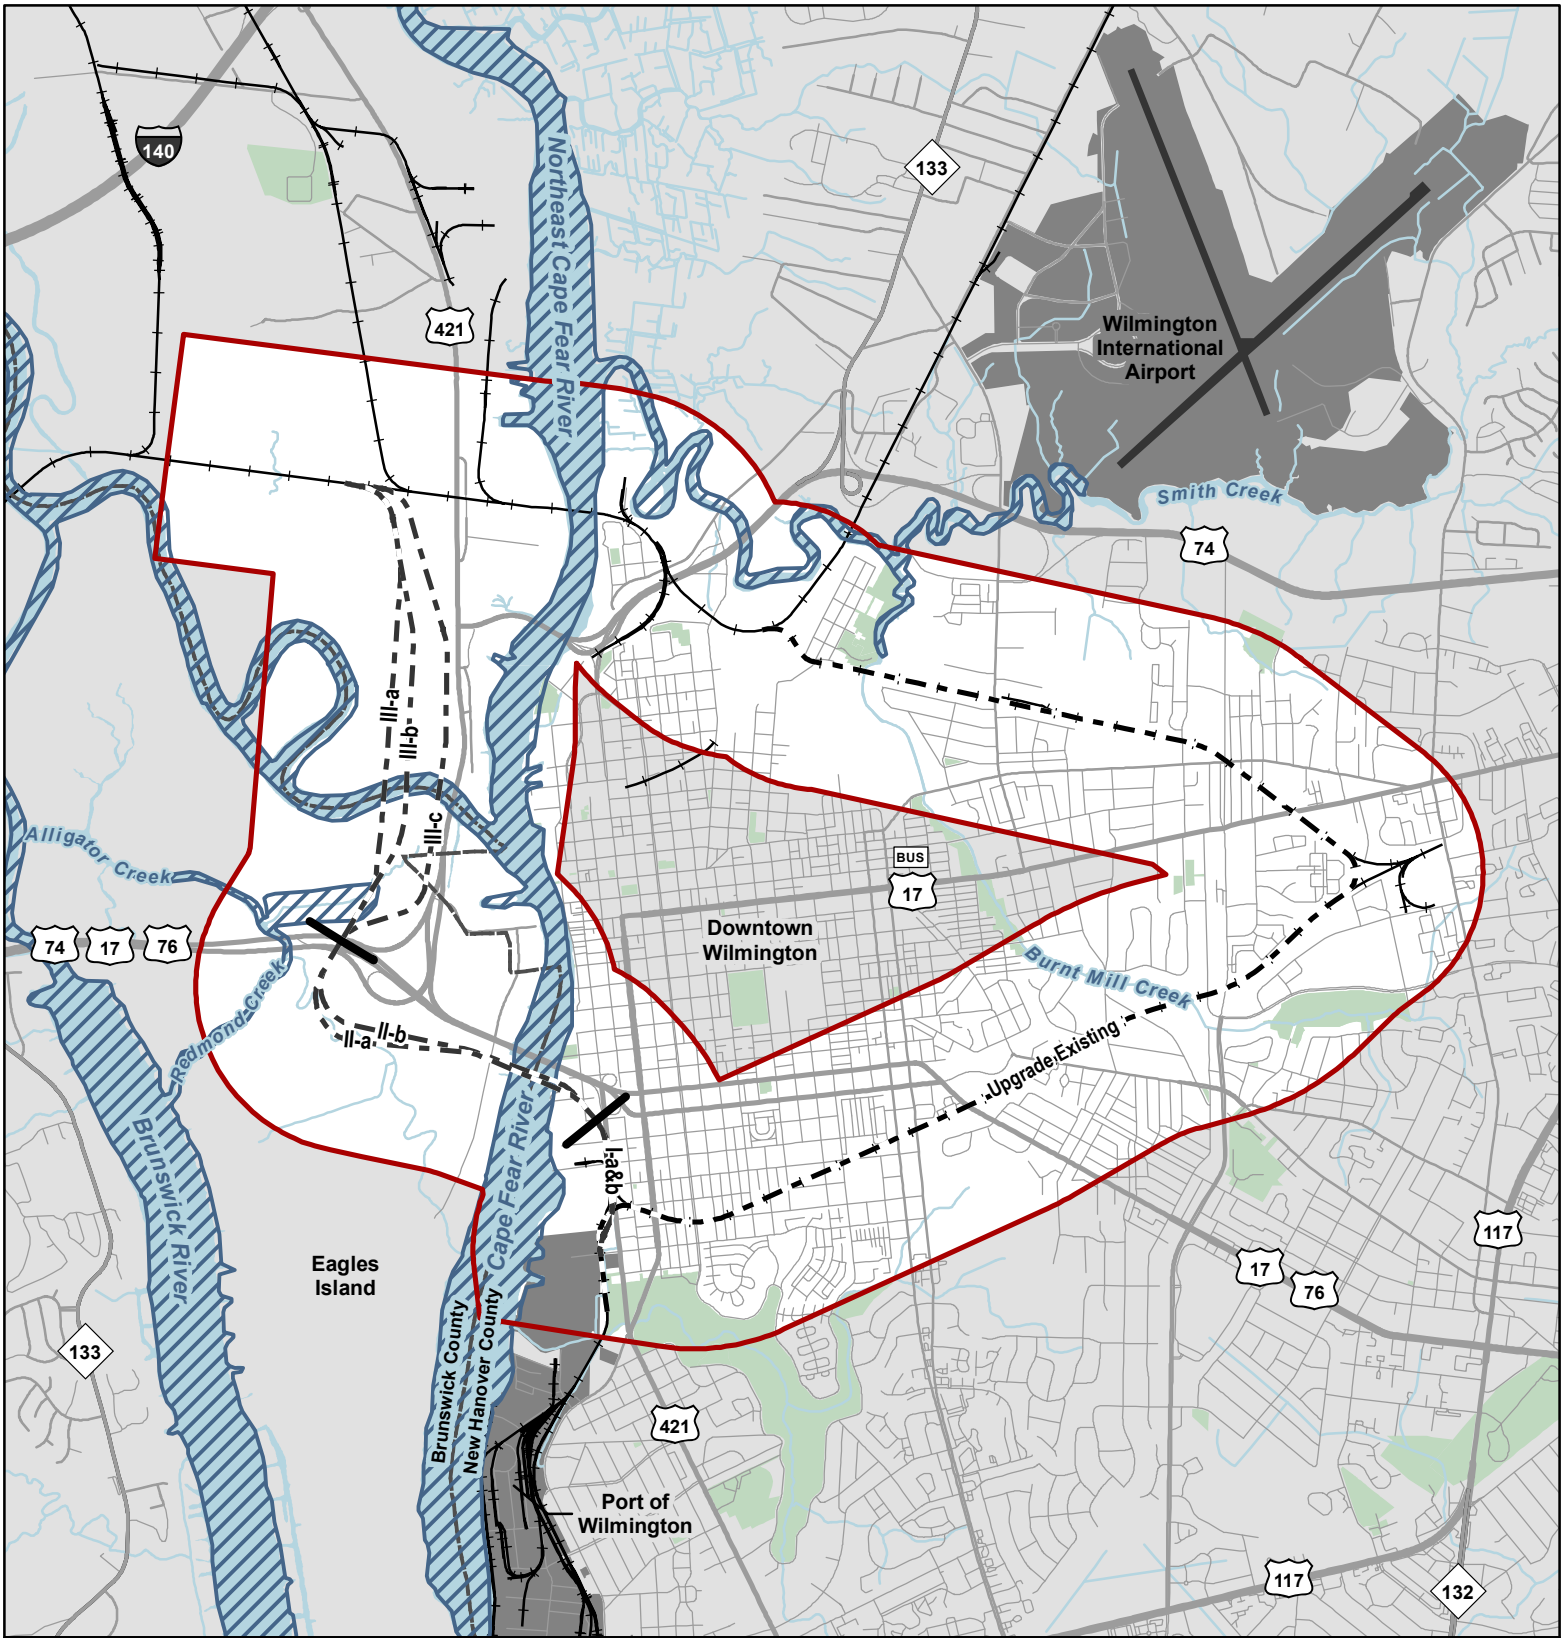 140
133
Northeast Cape Fear River
421
Wilmington
International
Airport
Smith Creek
74
III-a
III-b
III-c
Alligator Creek
BUS
17
Downtown
Wilmington
74
17
76
Redmond Creek
Burnt Mill Creek
II-b
II-a
Upgrade Existing
Brunswick River
Cape Fear River
I-a&b
Eagles
Island
117
17
76
133
Brunswick County
New Hanover County
421
Port of
Wilmington
117
132